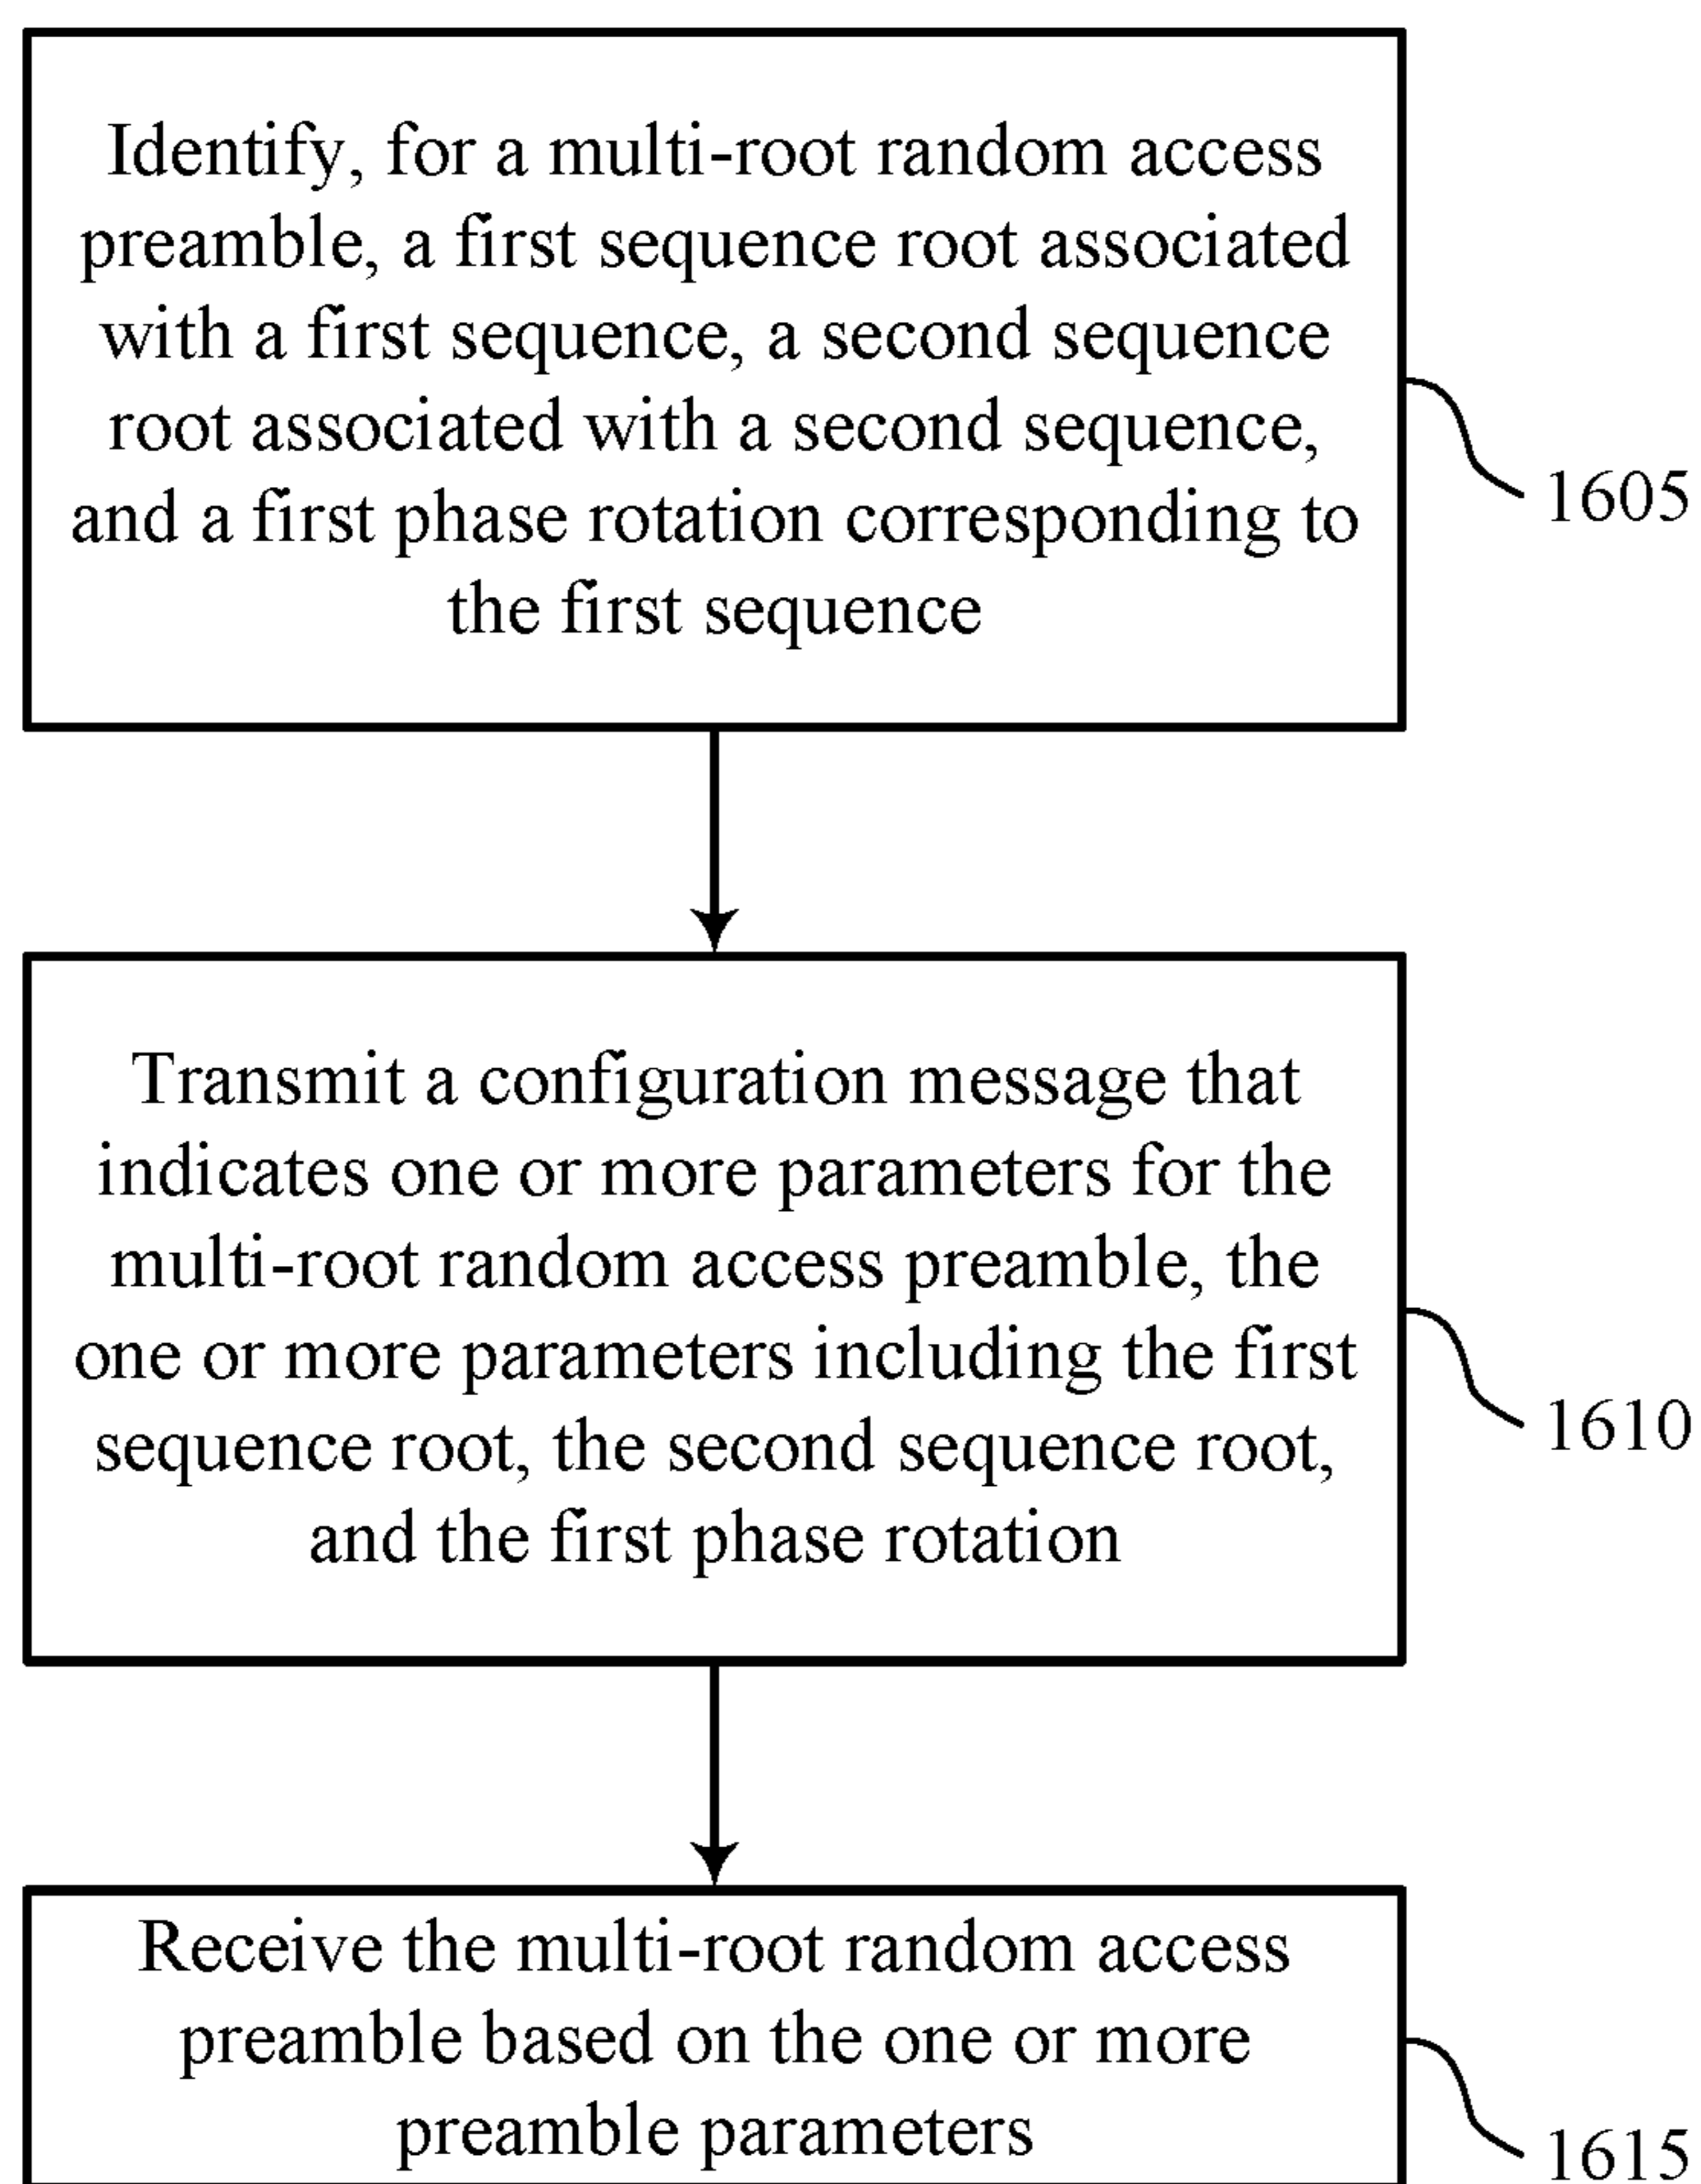 Identify, for a multi-root random access
preamble, a first sequence root associated
with a first sequence, a second sequence
root associated with a second sequence,
and a first phase rotation corresponding to
the first sequence
1605
Transmit a configuration message that
indicates one or more parameters for the
multi-root random access preamble, the
one or more parameters including the first
sequence root, the second sequence root,
and the first phase rotation
1610
Receive the multi-root random access
preamble based on the one or more
preamble parameters
1615